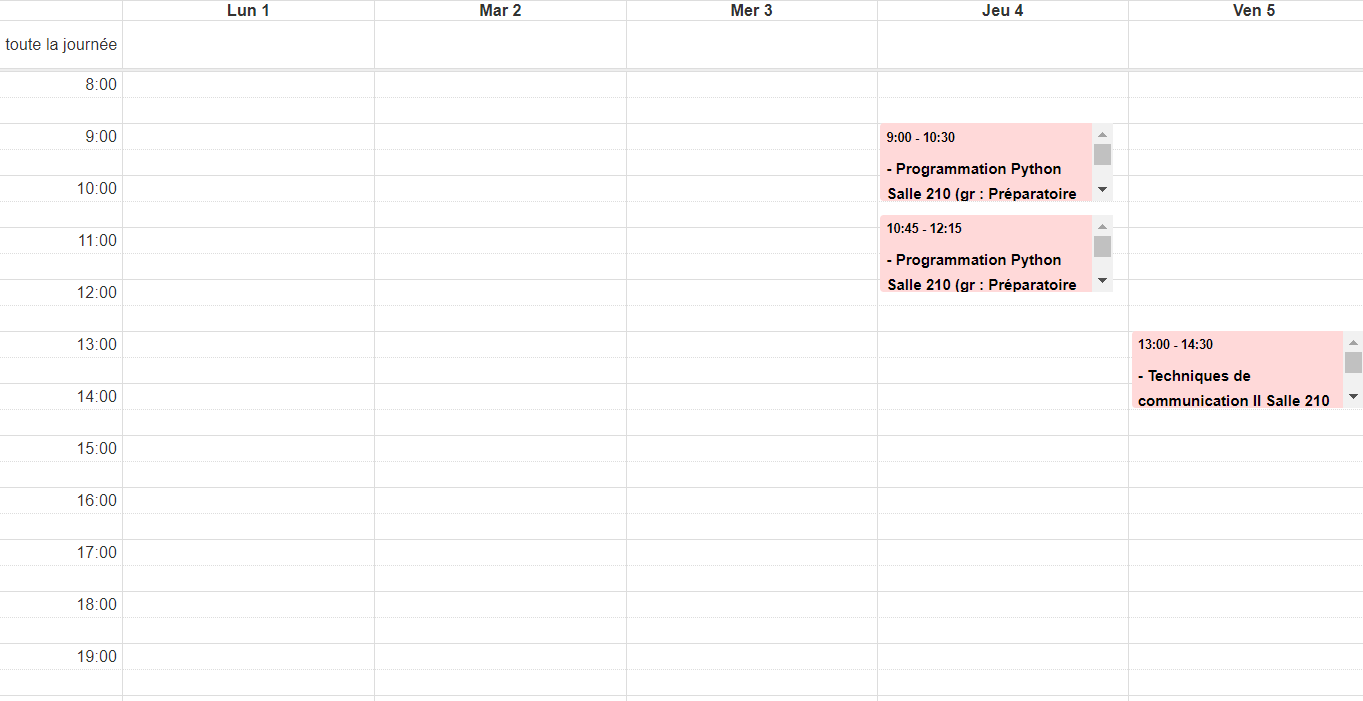 Lun 1 Mar 2 Mer 3 Jeu 4 Ven 5
toute la journée
8:00
9:00
9:00 - 10:30
- Programmation Python
Salle 210 (gr : Préparatoire
10:00
10:45 - 12:15
- Programmation Python
Salle 210 (gr : Préparatoire
11:00
12:00
13:00
13:00 - 14:30
- Techniques de
communication II Salle 210
14:00
15:00
16:00
17:00
18:00
19:00